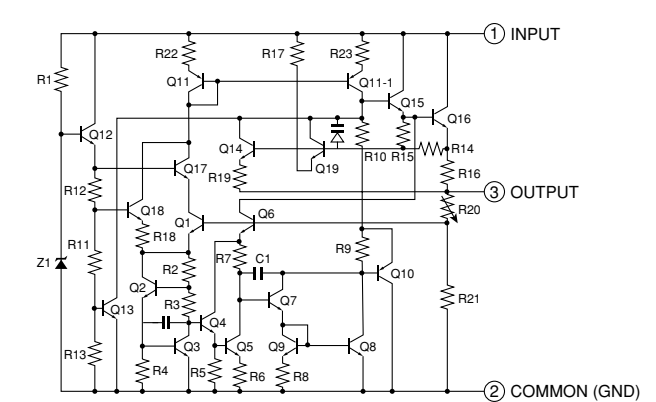 1 INPUT
R22
R17
R23
R1
Q11
Q11-1
Q15
Q16
Q12
Q14
Q19
R10
R15
R14
Q17
R19
R16
3 OUTPUT
R12
Q18
R20
Q1
Q6
R18
R11
R7
C1
R9
Z1
R2
Q10
Q2
R3
Q7
R21
Q13
Q4
R13
Q3
Q5
Q9
Q8
R4
R5
R6
R8
2 COMMON (GND)